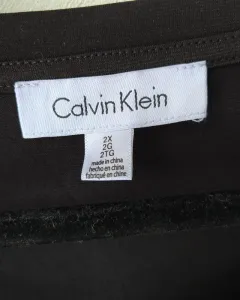 Calvin Klein
2X
2G
2TG
made in china
hecho en china
fabriqué en chine